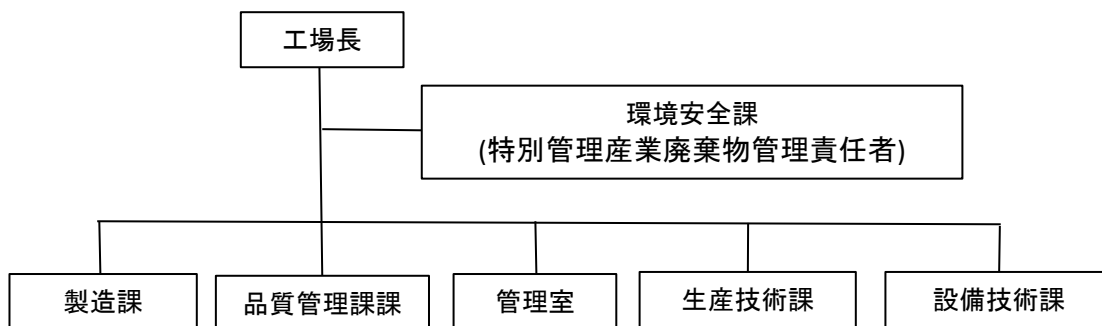 工場長
環境安全課
(特別管理産業廃棄物管理責任者)
製造課
品質管理課課
管理室
生産技術課
設備技術課